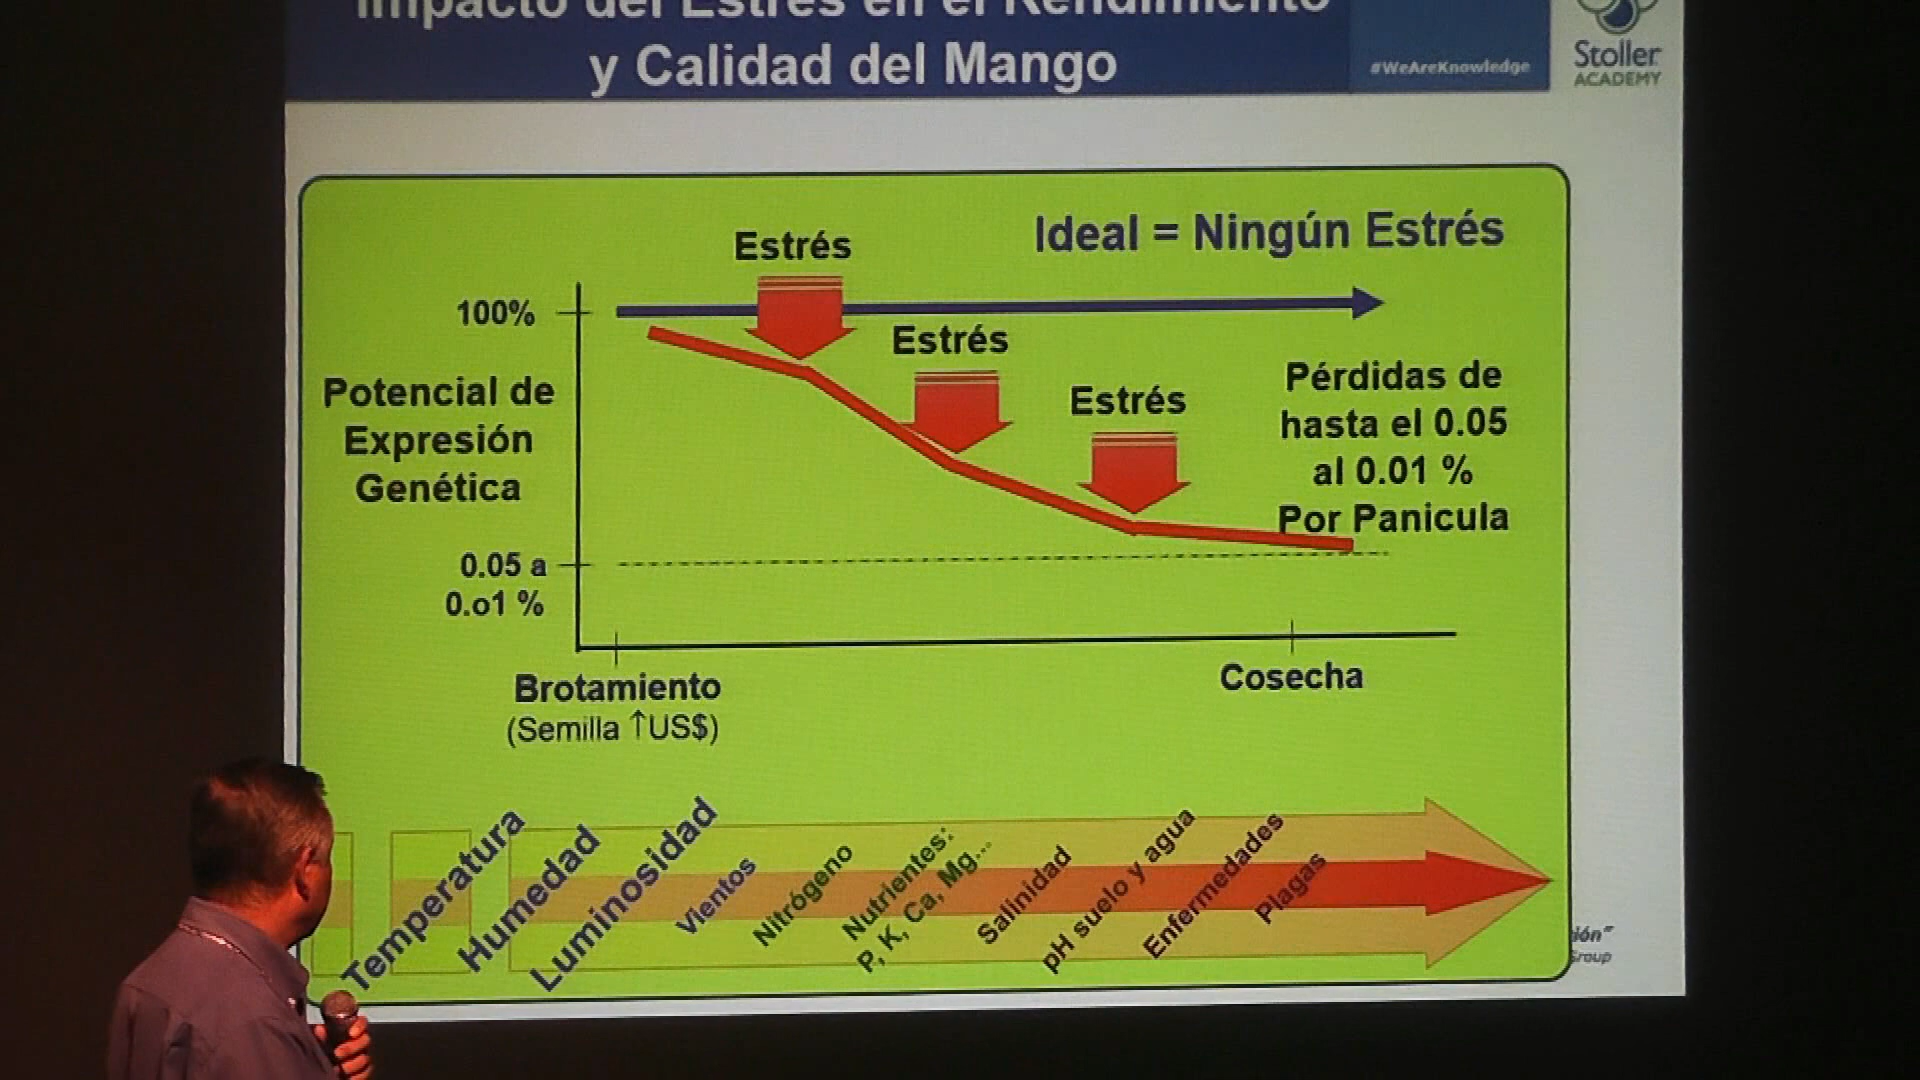 Impacto del Estrés en el Rendimiento
y Calidad del Mango
#WeAreKnowledge
Stoller
ACADEMY
Ideal = Ningún Estrés
Estrés
Estrés
Estrés
100%
Potencial de
Expresión
Genética
0.05 a
0.o1 %
Pérdidas de
hasta el 0.05
al 0.01 %
Por Panicula
Brotamiento
(Semilla ↑US$)
Cosecha
Temperatura
Humedad
Luminosidad
Vientos
Nitrógeno
Nutrientes:
P, K, Ca, Mg...
Salinidad
pH suelo y agua
Enfermedades
Plagas
Group